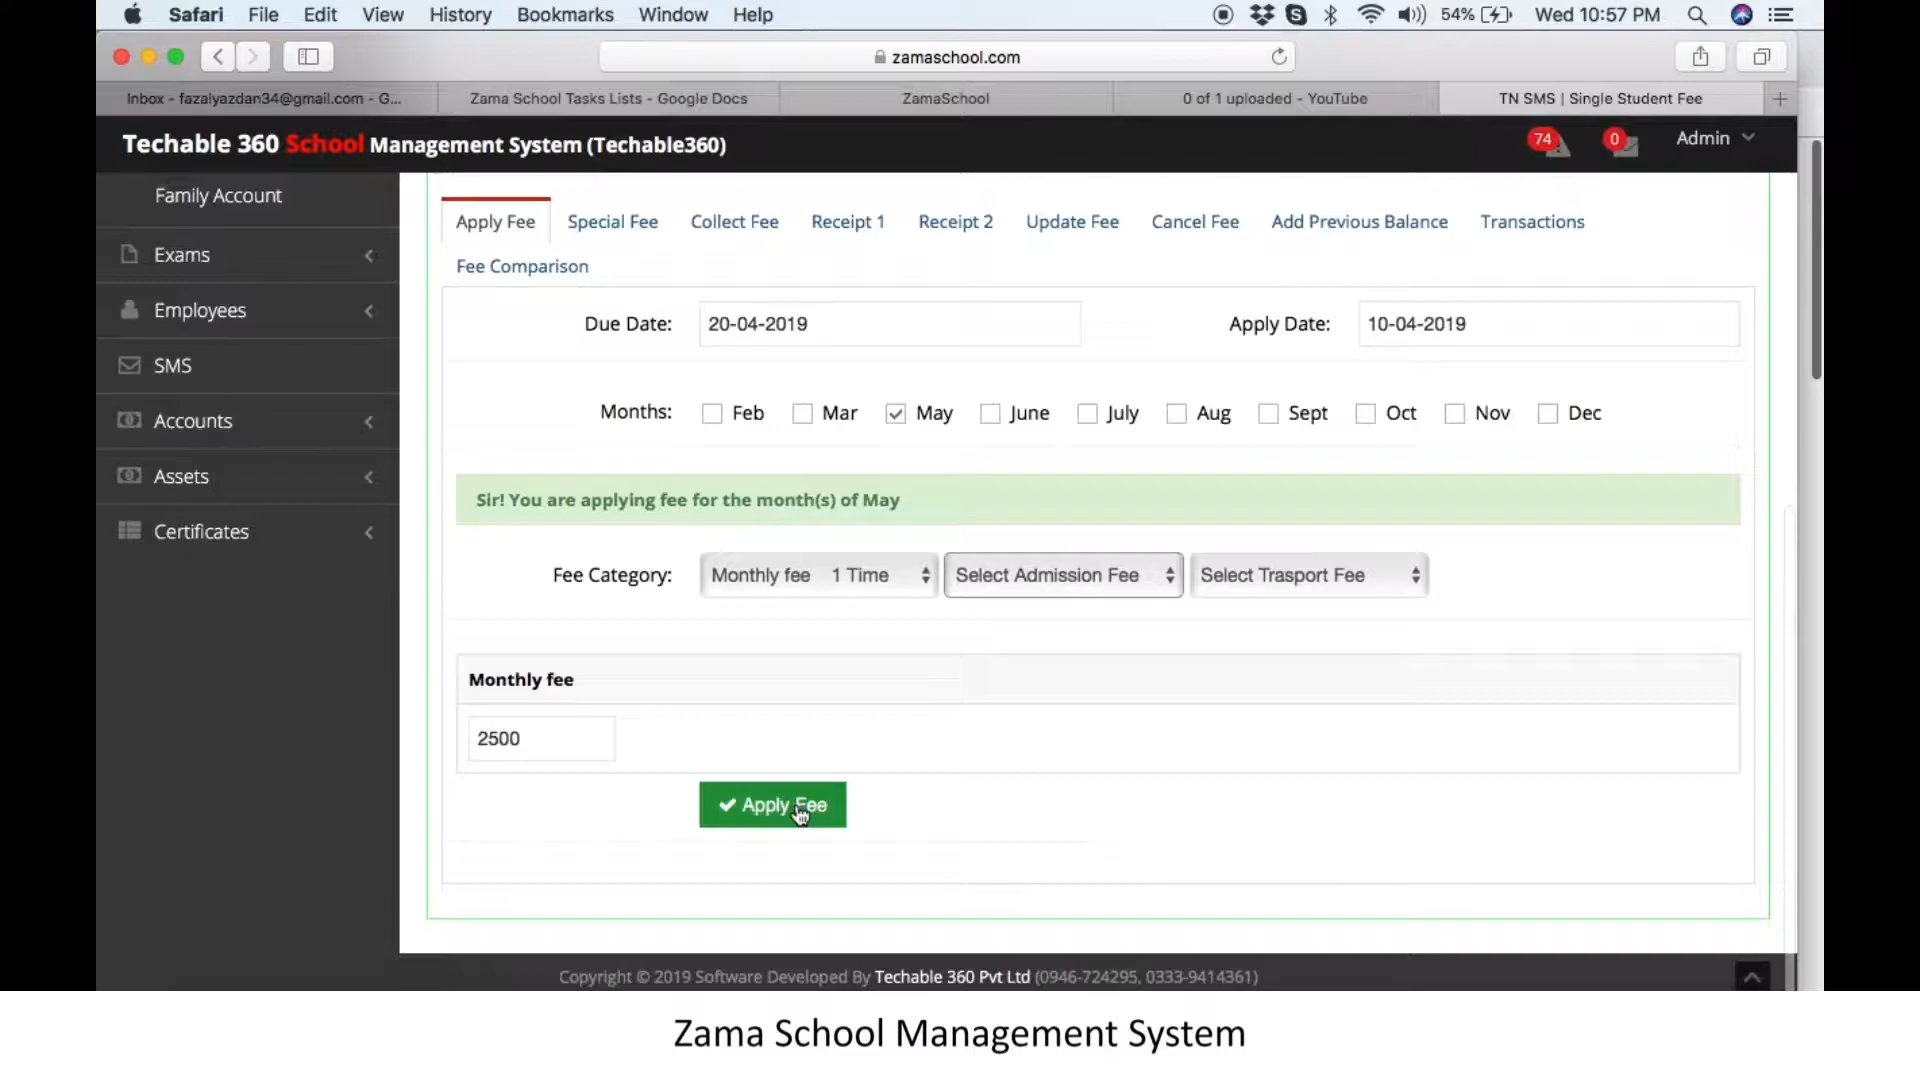 Safari File Edit View History Bookmarks Window Help 54% Wed 10:57 PM
zamaschool.com
Inbox - fazalyazdan34@gmail.com - G... Zama School Tasks Lists - Google Docs ZamaSchool 0 of 1 uploaded - YouTube TN SMS | Single Student Fee
Techable 360 School Management System (Techable360) 74 0 Admin
Family Account
Exams
Employees
SMS
Accounts
Assets
Certificates
Apply Fee Special Fee Collect Fee Receipt 1 Receipt 2 Update Fee Cancel Fee Add Previous Balance Transactions
Fee Comparison
Due Date: 20-04-2019 Apply Date: 10-04-2019
Months: Feb Mar May June July Aug Sept Oct Nov Dec
Sir! You are applying fee for the month(s) of May
Fee Category: Monthly fee 1 Time Select Admission Fee Select Trasport Fee
Monthly fee
2500
Apply Fee
Copyright © 2019 Software Developed By Techable 360 Pvt Ltd (0946-724295, 0333-9414361)
Zama School Management System